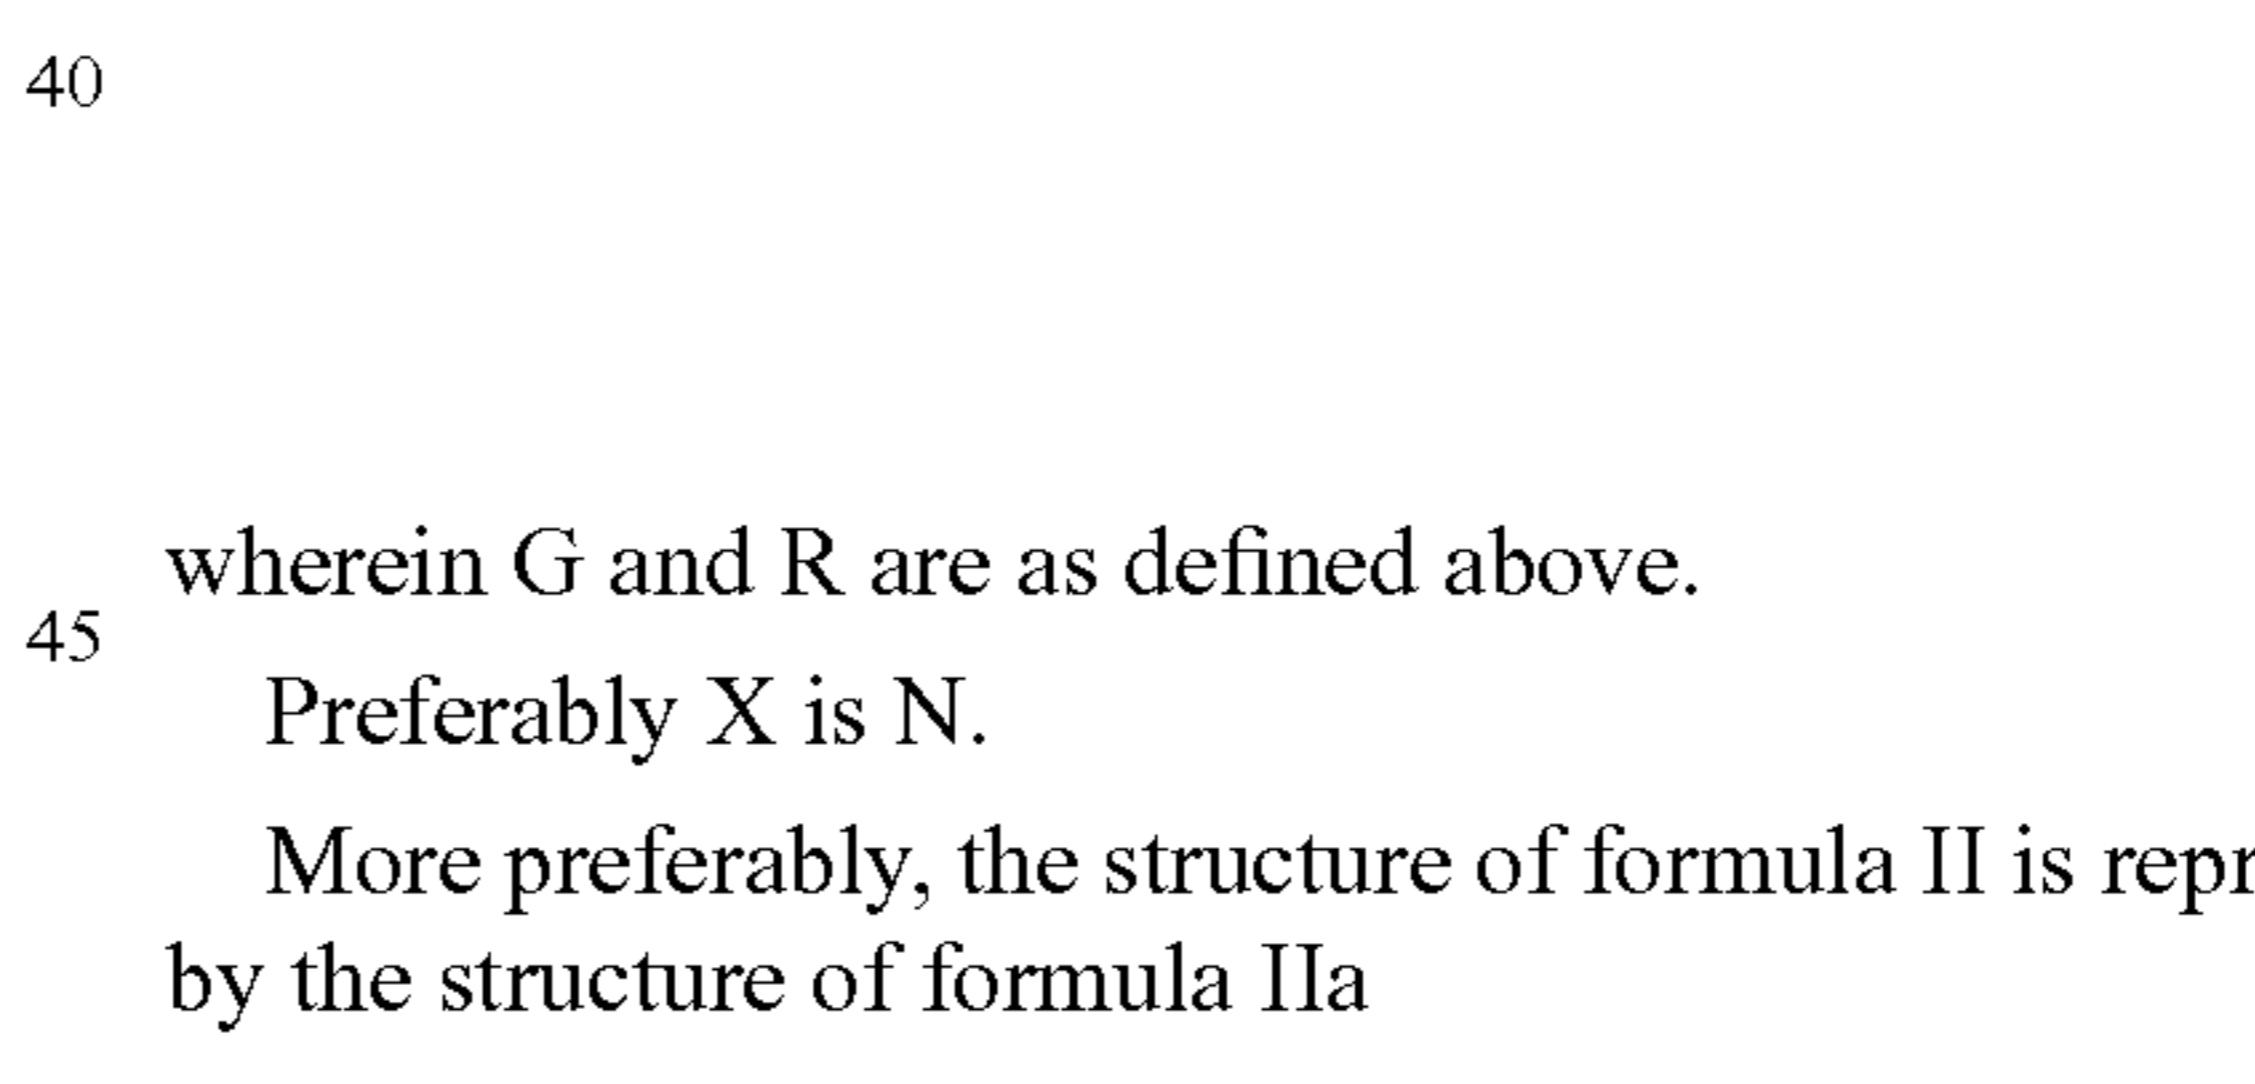 40
wherein G and R are as defined above.
45
Preferably X is N.
More preferably, the structure of formula II is repr
by the structure of formula IIa